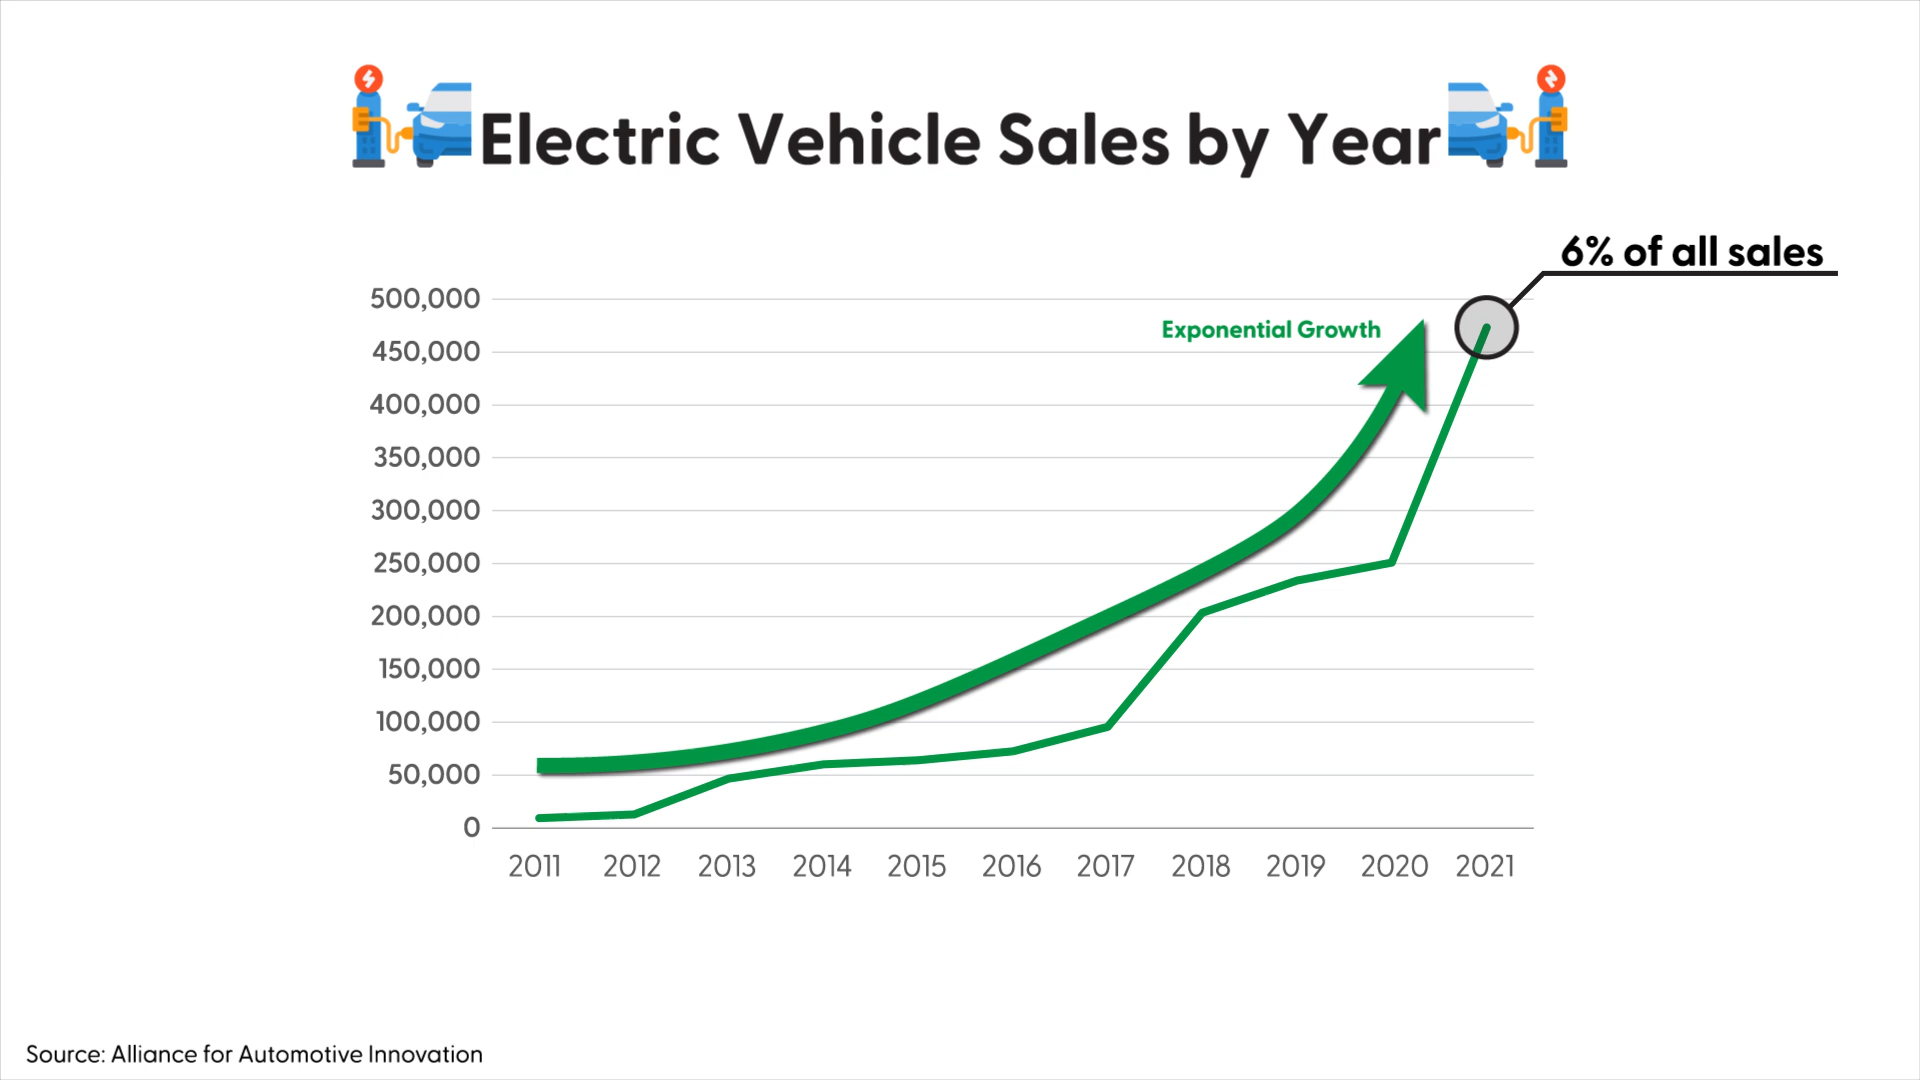 Electric Vehicle Sales by Year
6% of all sales
Exponential Growth
500,000
450,000
400,000
350,000
300,000
250,000
200,000
150,000
100,000
50,000
0
2011 2012 2013 2014 2015 2016 2017 2018 2019 2020 2021
Source: Alliance for Automotive Innovation